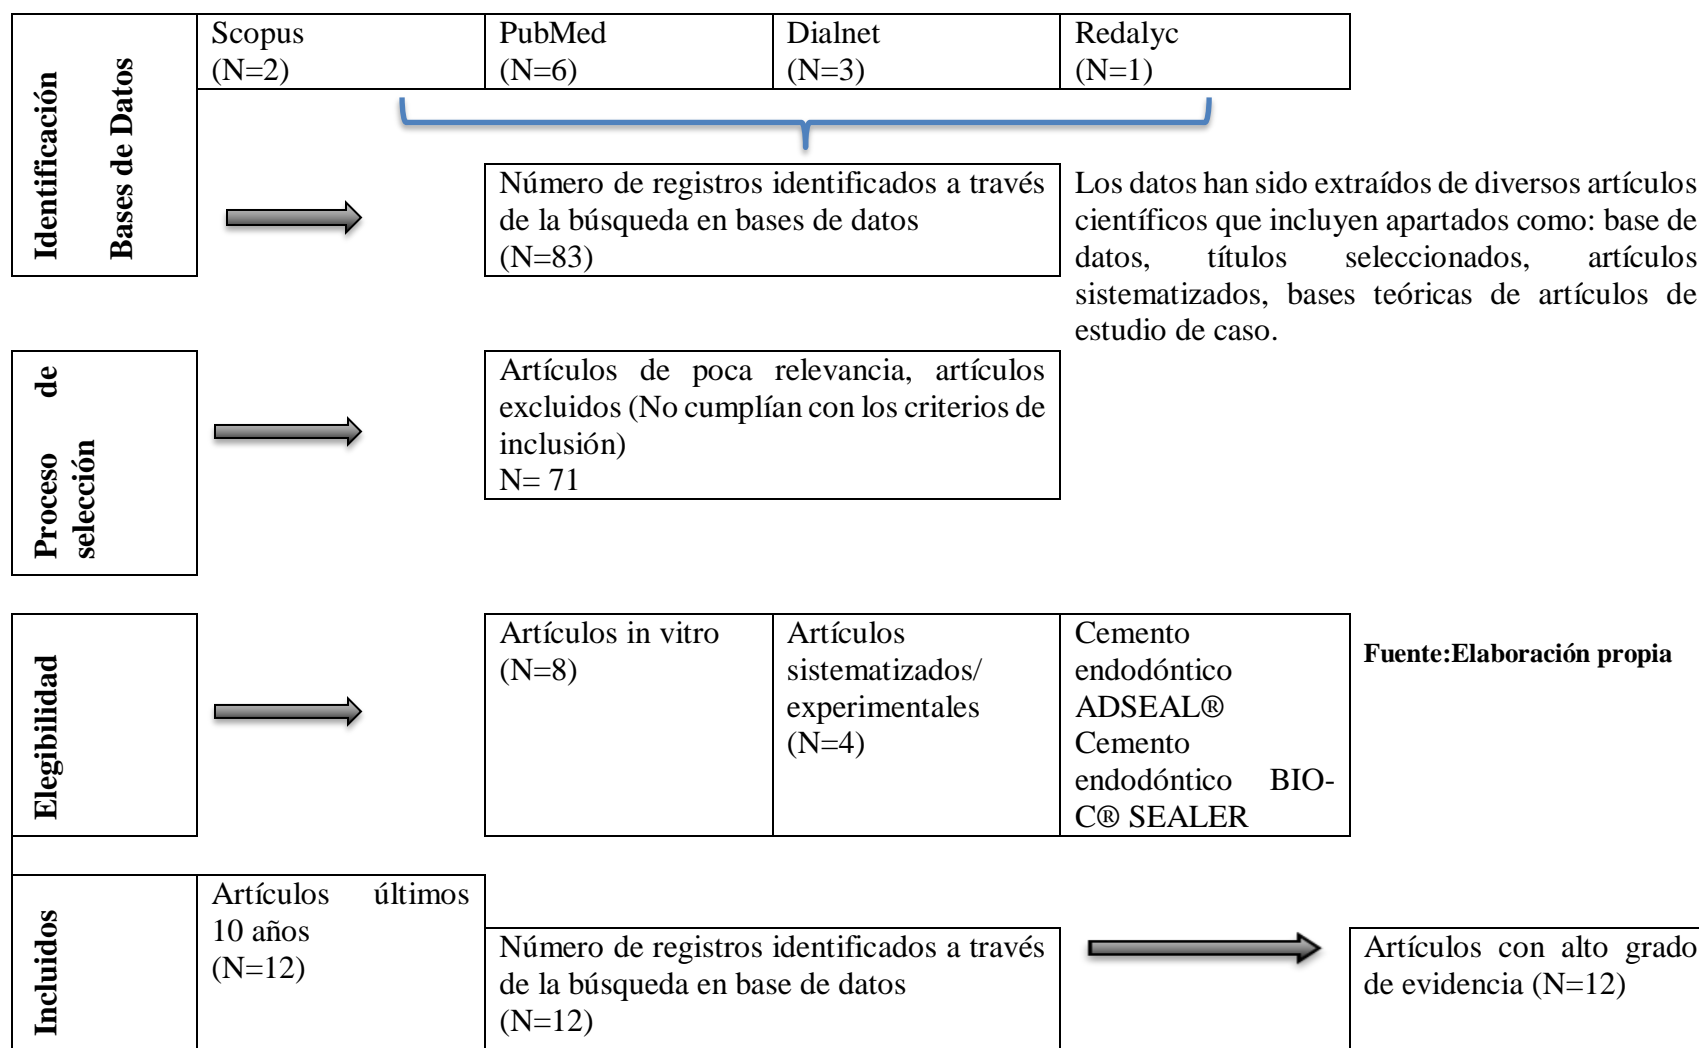 Identificación
Bases de Datos
Scopus
(N=2)
PubMed
(N=6)
Dialnet
(N=3)
Redalyc
(N=1)
Número de registros identificados a través
de la búsqueda en bases de datos
(N=83)
Los datos han sido extraídos de diversos artículos
científicos que incluyen apartados como: base de
datos, títulos seleccionados, artículos
sistematizados, bases teóricas de artículos de
estudio de caso.
Proceso de
selección
Artículos de poca relevancia, artículos
excluidos (No cumplían con los criterios de
inclusión)
N= 71
Elegibilidad
Artículos in vitro
(N=8)
Artículos
sistematizados/
experimentales
(N=4)
Cemento
endodóntico
ADSEAL®
Cemento
endodóntico BIO-
C® SEALER
Fuente:Elaboración propia
Incluidos
Artículos últimos
10 años
(N=12)
Número de registros identificados a través
de la búsqueda en base de datos
(N=12)
Artículos con alto grado
de evidencia (N=12)